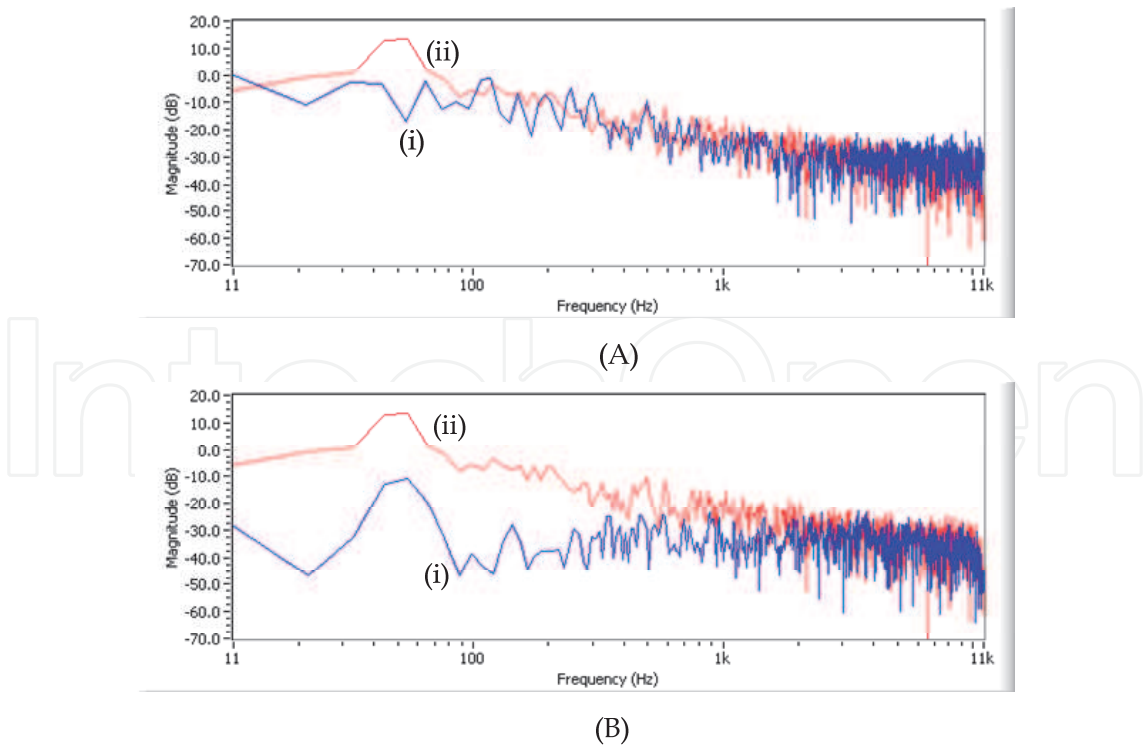 20.0
10.0
0.0
-10.0
-20.0
-30.0
-40.0
-50.0
-60.0
-70.0
Magnitude (dB)
(ii)
(i)
11 100 1k 11k
Frequency (Hz)
(A)
IntechOpen
20.0
10.0
0.0
-10.0
-20.0
-30.0
-40.0
-50.0
-60.0
-70.0
Magnitude (dB)
(ii)
(i)
11 100 1k 11k
Frequency (Hz)
(B)